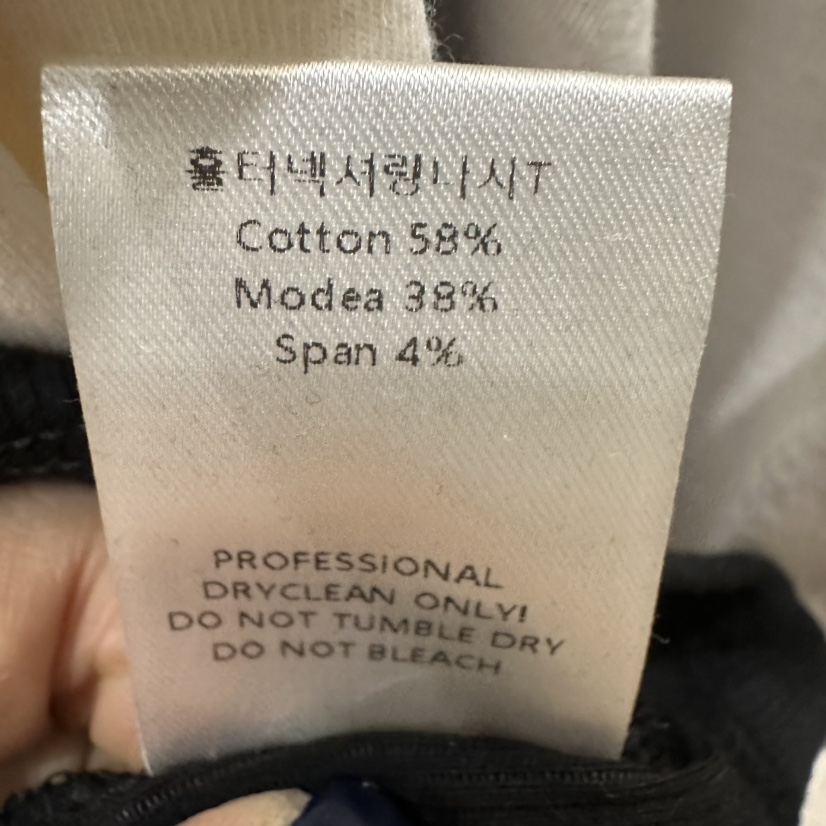 홀터넥셔링나시T
Cotton 58%
Modea 38%
Span 4%
PROFESSIONAL
DRYCLEAN ONLY!
DO NOT TUMBLE DRY
DO NOT BLEACH